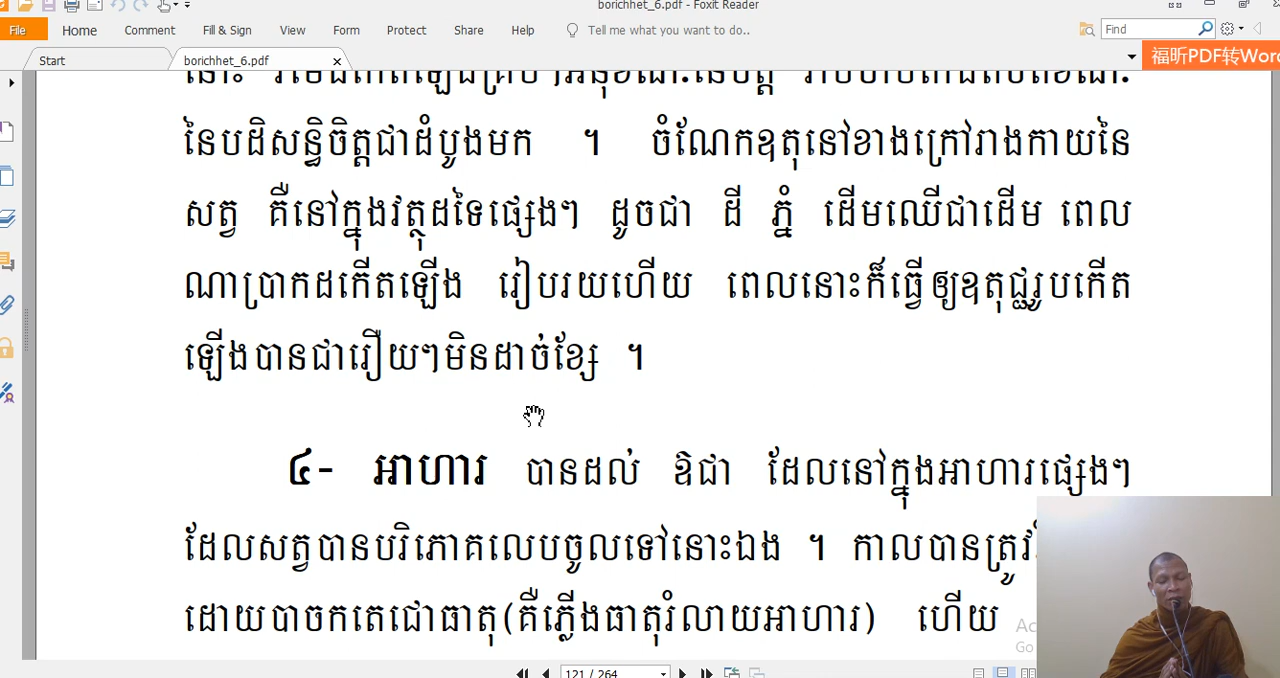 borichhet_6.pdf - Foxit Reader
File Home Comment Fill & Sign View Form Protect Share Help Tell me what you want to do.. Find
Start borichhet_6.pdf 福昕PDF转Word
នៃបដិសន្ធិចិត្តជាដំបូងមក ។ ចំណែកឧតុនៅខាងក្រៅរាងកាយនៃ
សត្វ គឺនៅក្នុងវត្ថុដទៃផ្សេងៗ ដូចជា ដី ភ្នំ ដើមឈើជាដើម ពេល
ណាប្រាកដកើតឡើង រៀបរយហើយ ពេលនោះក៏ធ្វើឲ្យឧតុជ្ជរូបកើត
ឡើងបានជារឿយៗមិនដាច់ខ្សែ ។
៤- អាហារ បានដល់ ឱជា ដែលនៅក្នុងអាហារផ្សេងៗ
ដែលសត្វបានបរិភោគលេបចូលទៅនោះឯង ។ កាលបានត្រូវ
ដោយបាចកតេជោធាតុ(គឺភ្លើងធាតុរំលាយអាហារ) ហើយ
121 / 264